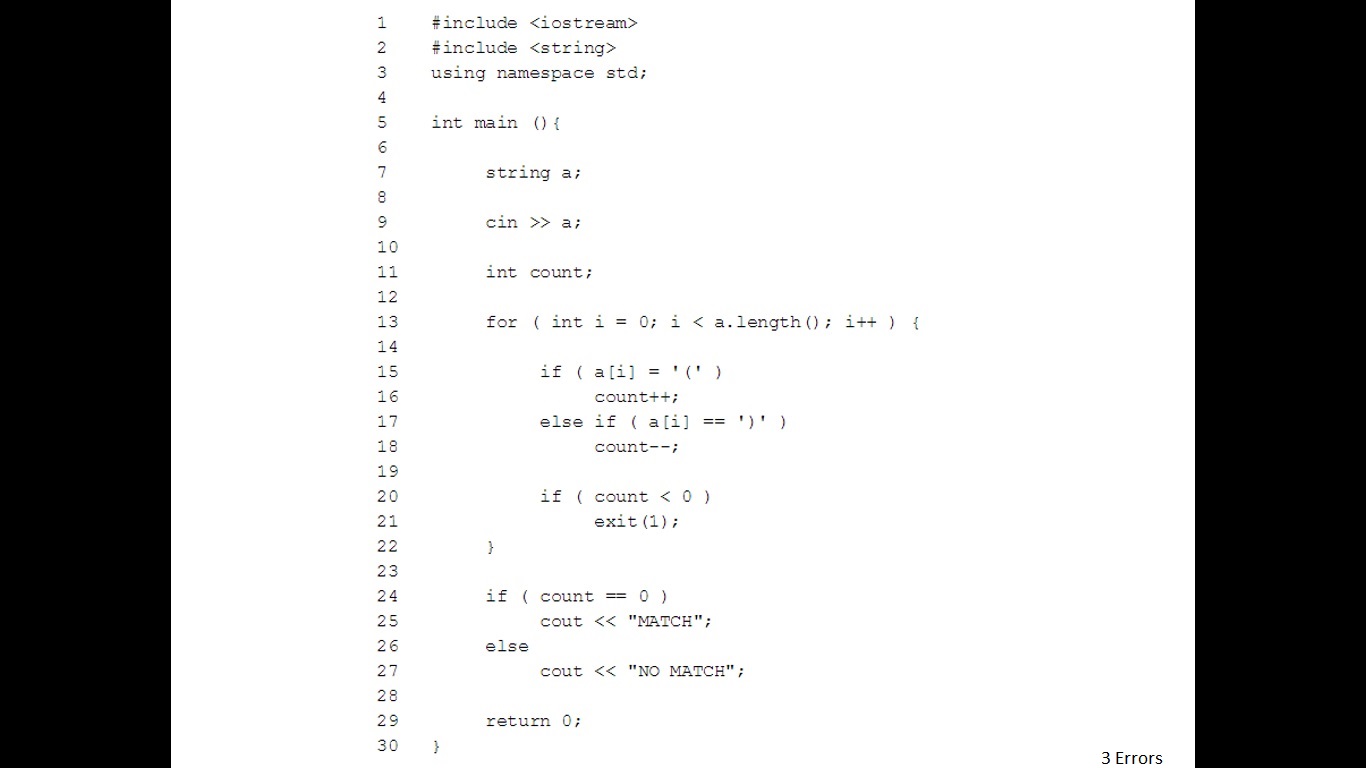 1 #include <iostream>
2 #include <string>
3 using namespace std;
4
5 int main (){
6
7 string a;
8
9 cin >> a;
10
11 int count;
12
13 for ( int i = 0; i < a.length(); i++ ) {
14
15 if ( a[i] = '(' )
16 count++;
17 else if ( a[i] == ')' )
18 count--;
19
20 if ( count < 0 )
21 exit(1);
22 }
23
24 if ( count == 0 )
25 cout << "MATCH";
26 else
27 cout << "NO MATCH";
28
29 return 0;
30 }
3 Errors